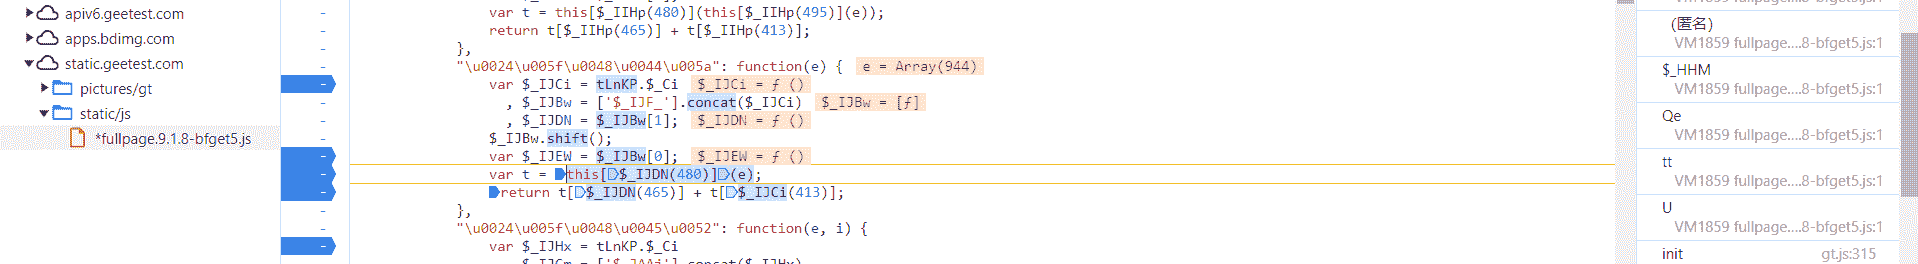 apiv6.geetest.com
apps.bdimg.com
static.geetest.com
pictures/gt
static/js
*fullpage.9.1.8-bfget5.js
var t = this[$_IIHp(480)](this[$_IIHp(495)](e));
return t[$_IIHp(465)] + t[$_IIHp(413)];
},
"\u0024\u005f\u0048\u0044\u005a": function(e) { e = Array(944)
var $_IJCi = tLnKP.$_Ci $_IJCi = ƒ ()
, $_IJBw = ['$_IJF_'].concat($_IJCi) $_IJBw = [ƒ]
, $_IJDN = $_IJBw[1]; $_IJDN = ƒ ()
$_IJBw.shift();
var $_IJEW = $_IJBw[0]; $_IJEW = ƒ ()
var t = this[$_IJDN(480)](e);
return t[$_IJDN(465)] + t[$_IJCi(413)];
},
"\u0024\u005f\u0048\u0045\u0052": function(e, i) {
var $_IJHx = tLnKP.$_Ci
(匿名)
VM1859 fullpage....8-bfget5.js:1
$_HHM
VM1859 fullpage....8-bfget5.js:1
Qe
VM1859 fullpage....8-bfget5.js:1
tt
VM1859 fullpage....8-bfget5.js:1
U
VM1859 fullpage....8-bfget5.js:1
init gt.js:315